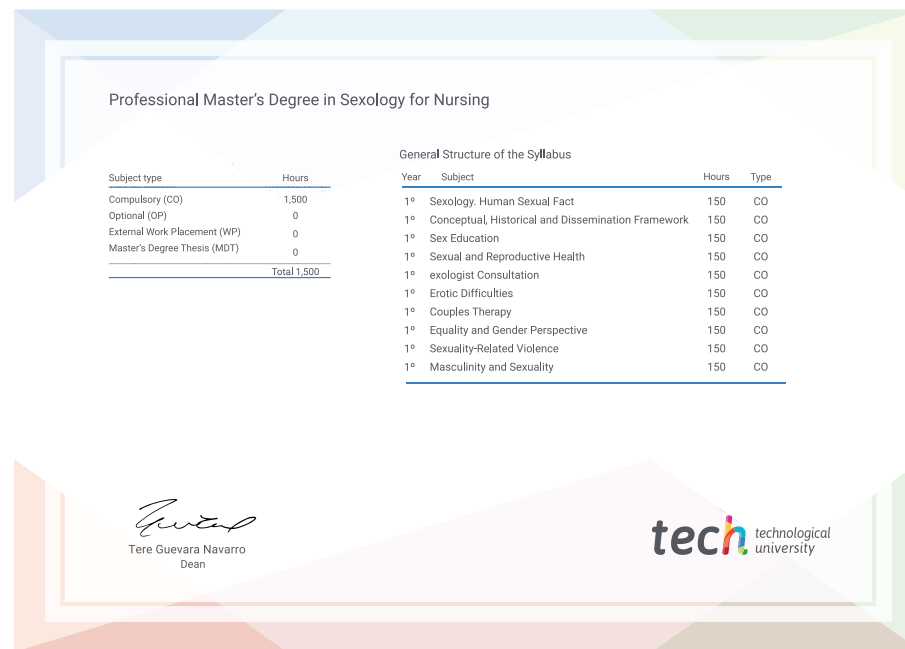 Professional Master's Degree in Sexology for Nursing
Subject type Hours
Compulsory (CO) 1,500
Optional (OP) 0
External Work Placement (WP) 0
Master's Degree Thesis (MDT) 0
Total 1,500
General Structure of the Syllabus
Year Subject Hours Type
1º Sexology. Human Sexual Fact 150 CO
1º Conceptual, Historical and Dissemination Framework 150 CO
1º Sex Education 150 CO
1º Sexual and Reproductive Health 150 CO
1º exologist Consultation 150 CO
1º Erotic Difficulties 150 CO
1º Couples Therapy 150 CO
1º Equality and Gender Perspective 150 CO
1º Sexuality-Related Violence 150 CO
1º Masculinity and Sexuality 150 CO
Tere Guevara Navarro
Dean
tech technological
university